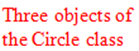 Three objects of
the Circle class